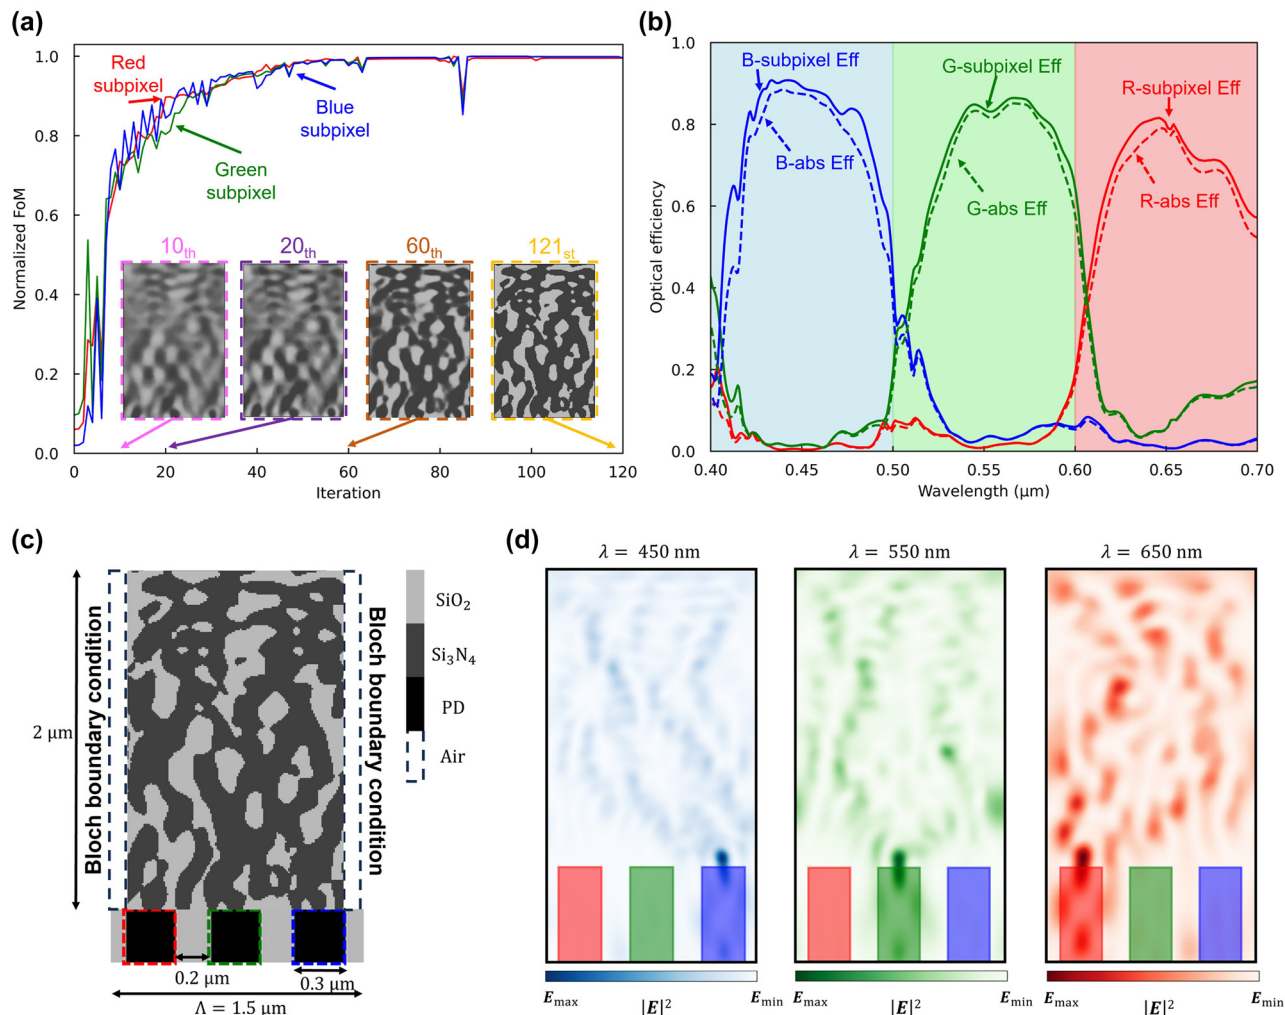 (a)
1.0
0.8
0.6
0.4
0.2
0.0
Normalized FoM
Red
subpixel
Blue
subpixel
Green
subpixel
10th
20th
60th
121st
0
20
40
60
80
100
120
Iteration
(b)
1.0
0.8
0.6
0.4
0.2
0.0
Optical efficiency
B-subpixel Eff
G-subpixel Eff
R-subpixel Eff
B-abs Eff
G-abs Eff
R-abs Eff
0.40
0.45
0.50
0.55
0.60
0.65
0.70
Wavelength (μm)
(c)
2 μm
Bloch boundary condition
Bloch boundary condition
SiO₂
Si₃N₄
PD
Air
0.2 μm
0.3 μm
Λ = 1.5 μm
(d)
λ = 450 nm
λ = 550 nm
λ = 650 nm
Emax
|E|²
Emin
Emax
|E|²
Emin
Emax
|E|²
Emin